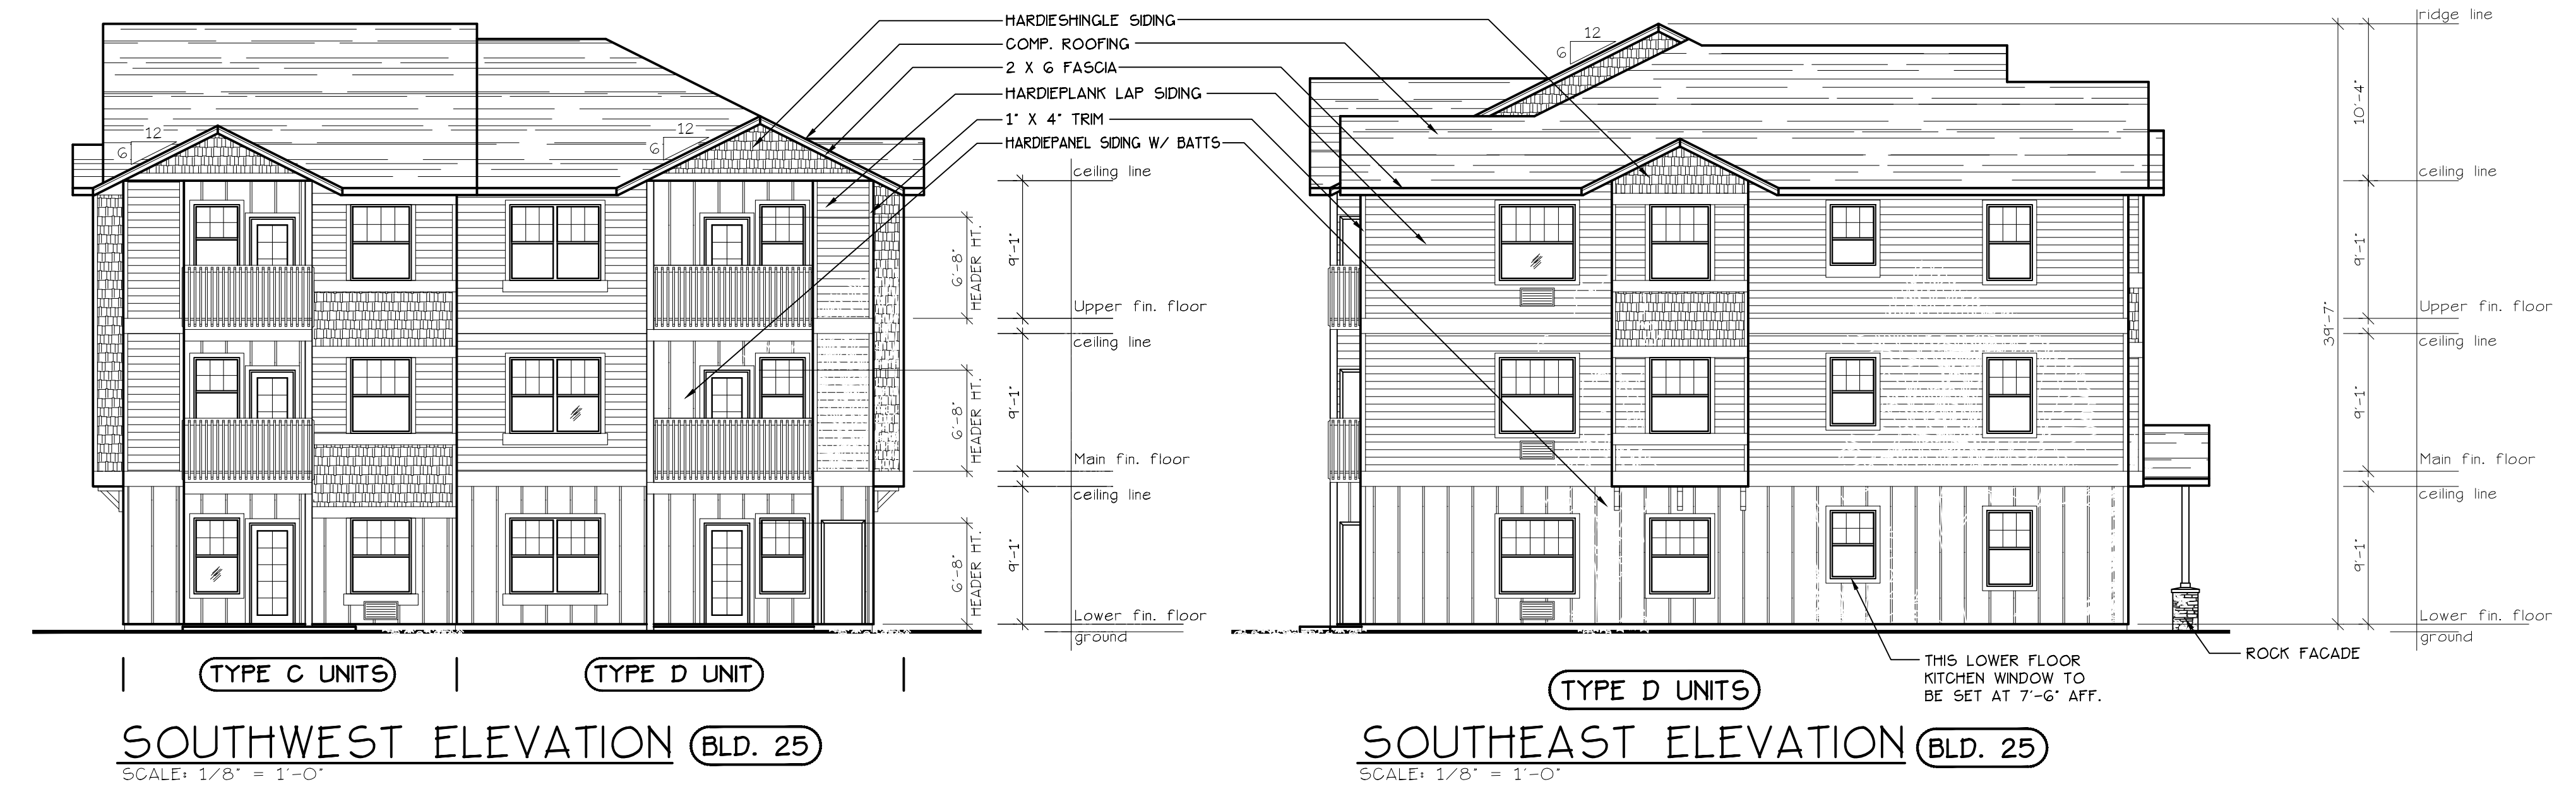 HARDIESHINGLE SIDING
COMP. ROOFING
2 X 6 FASCIA
HARDIEPLANK LAP SIDING
1" X 4" TRIM
HARDIEPANEL SIDING W/ BATTS
12
6
12
6
ceiling line
Upper fin. floor
ceiling line
Main fin. floor
ceiling line
Lower fin. floor
ground
6'-8"
HEADER HT.
6'-8"
HEADER HT.
6'-8"
HEADER HT.
9'-1"
9'-1"
9'-1"
TYPE C UNITS
TYPE D UNIT
SOUTHWEST ELEVATION
BLD. 25
SCALE: 1/8" = 1'-0"
12
6
ridge line
ceiling line
Upper fin. floor
ceiling line
Main fin. floor
ceiling line
Lower fin. floor
ground
10'-4"
9'-1"
9'-1"
9'-1"
39'-7"
ROCK FACADE
THIS LOWER FLOOR
KITCHEN WINDOW TO
BE SET AT 7'-6" AFF.
TYPE D UNITS
SOUTHEAST ELEVATION
BLD. 25
SCALE: 1/8" = 1'-0"